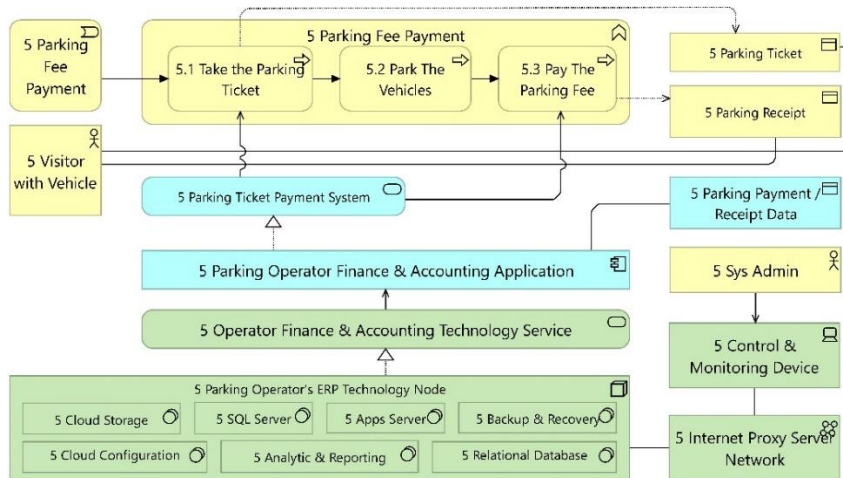 5 Parking Fee Payment
5 Parking
Fee
Payment
5.1 Take the Parking
Ticket
5.2 Park The
Vehicles
5.3 Pay The
Parking Fee
5 Parking Ticket
5 Parking Receipt
5 Visitor
with Vehicle
5 Parking Ticket Payment System
5 Parking Payment /
Receipt Data
5 Parking Operator Finance & Accounting Application
5 Sys Admin
5 Operator Finance & Accounting Technology Service
5 Control &
Monitoring Device
5 Parking Operator's ERP Technology Node
5 Cloud Storage
5 SQL Server
5 Apps Server
5 Backup & Recovery
5 Cloud Configuration
5 Analytic & Reporting
5 Relational Database
5 Internet Proxy Server
Network